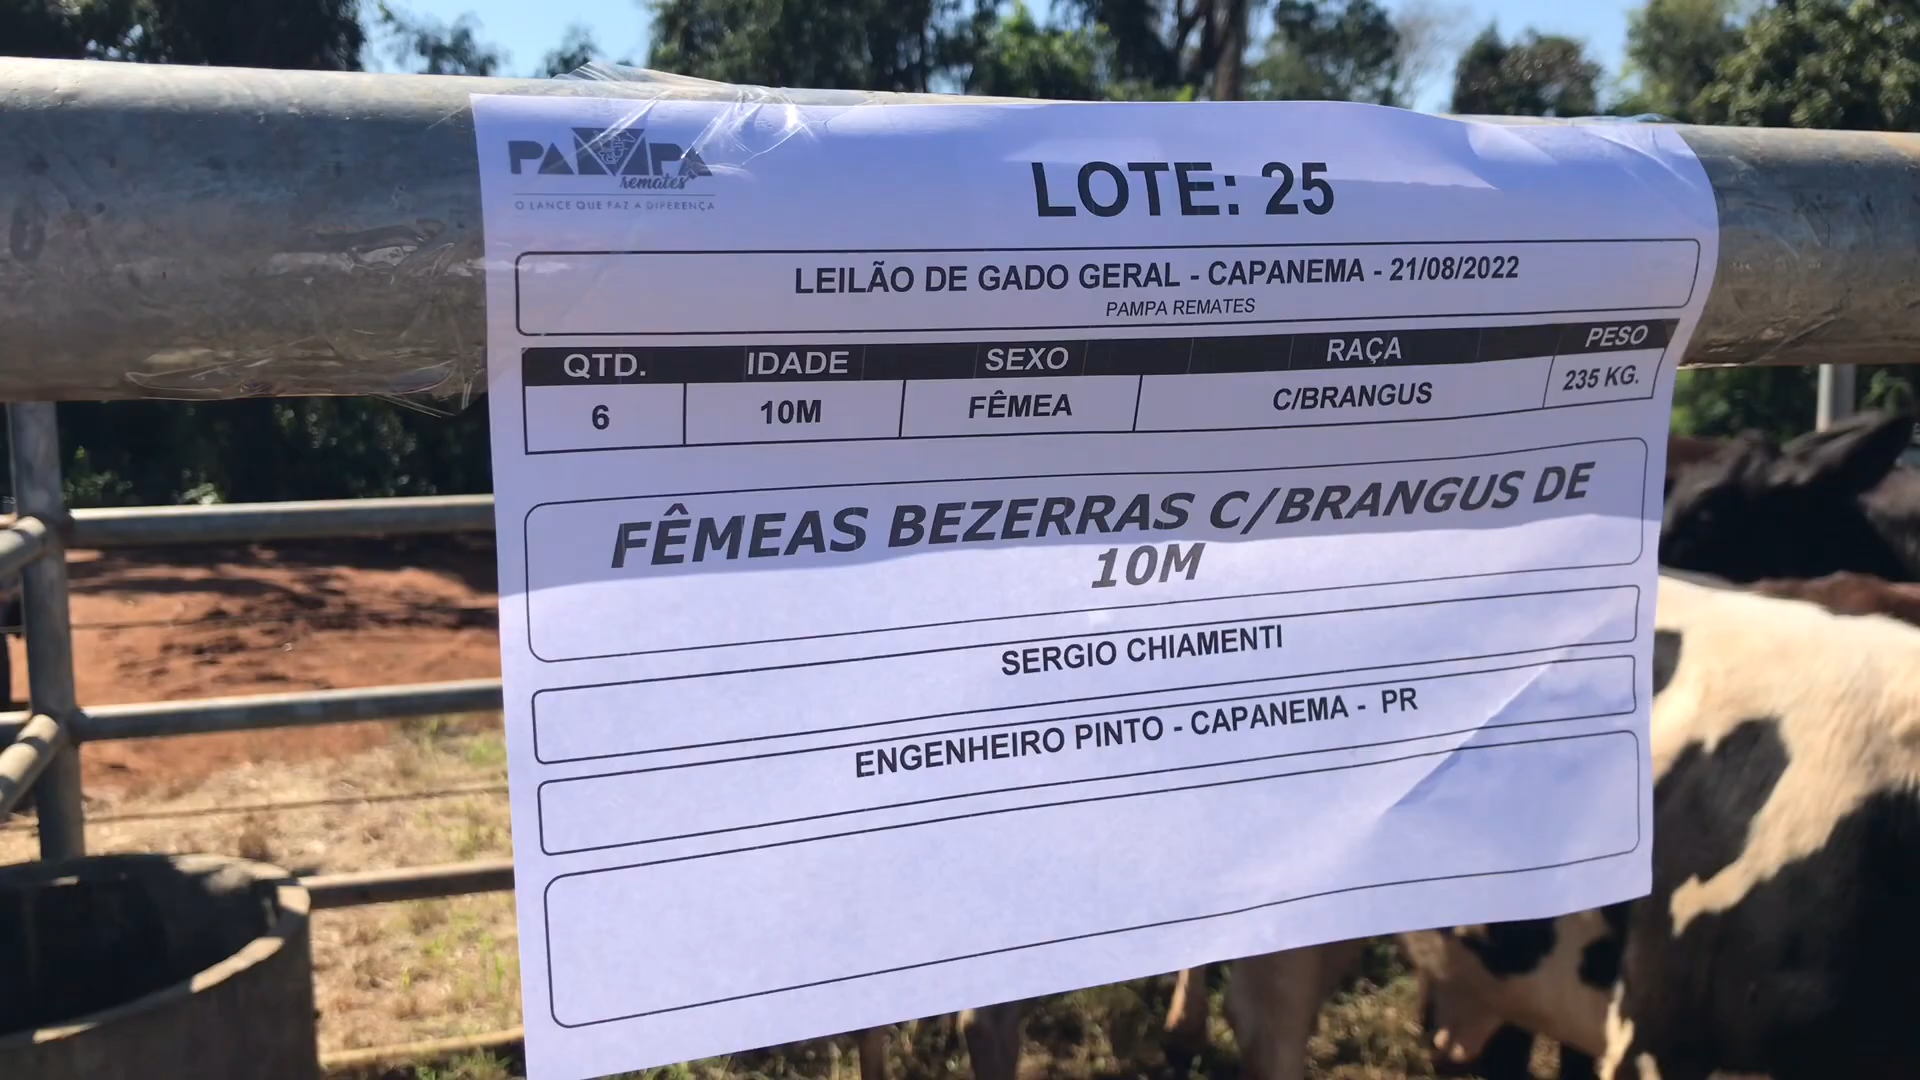 PAMPA
remates
O LANCE QUE FAZ A DIFERENÇA
LOTE: 25
LEILÃO DE GADO GERAL - CAPANEMA - 21/08/2022
PAMPA REMATES
QTD. IDADE SEXO RAÇA PESO
6 10M FÊMEA C/BRANGUS 235 KG.
FÊMEAS BEZERRAS C/BRANGUS DE
10M
SERGIO CHIAMENTI
ENGENHEIRO PINTO - CAPANEMA - PR